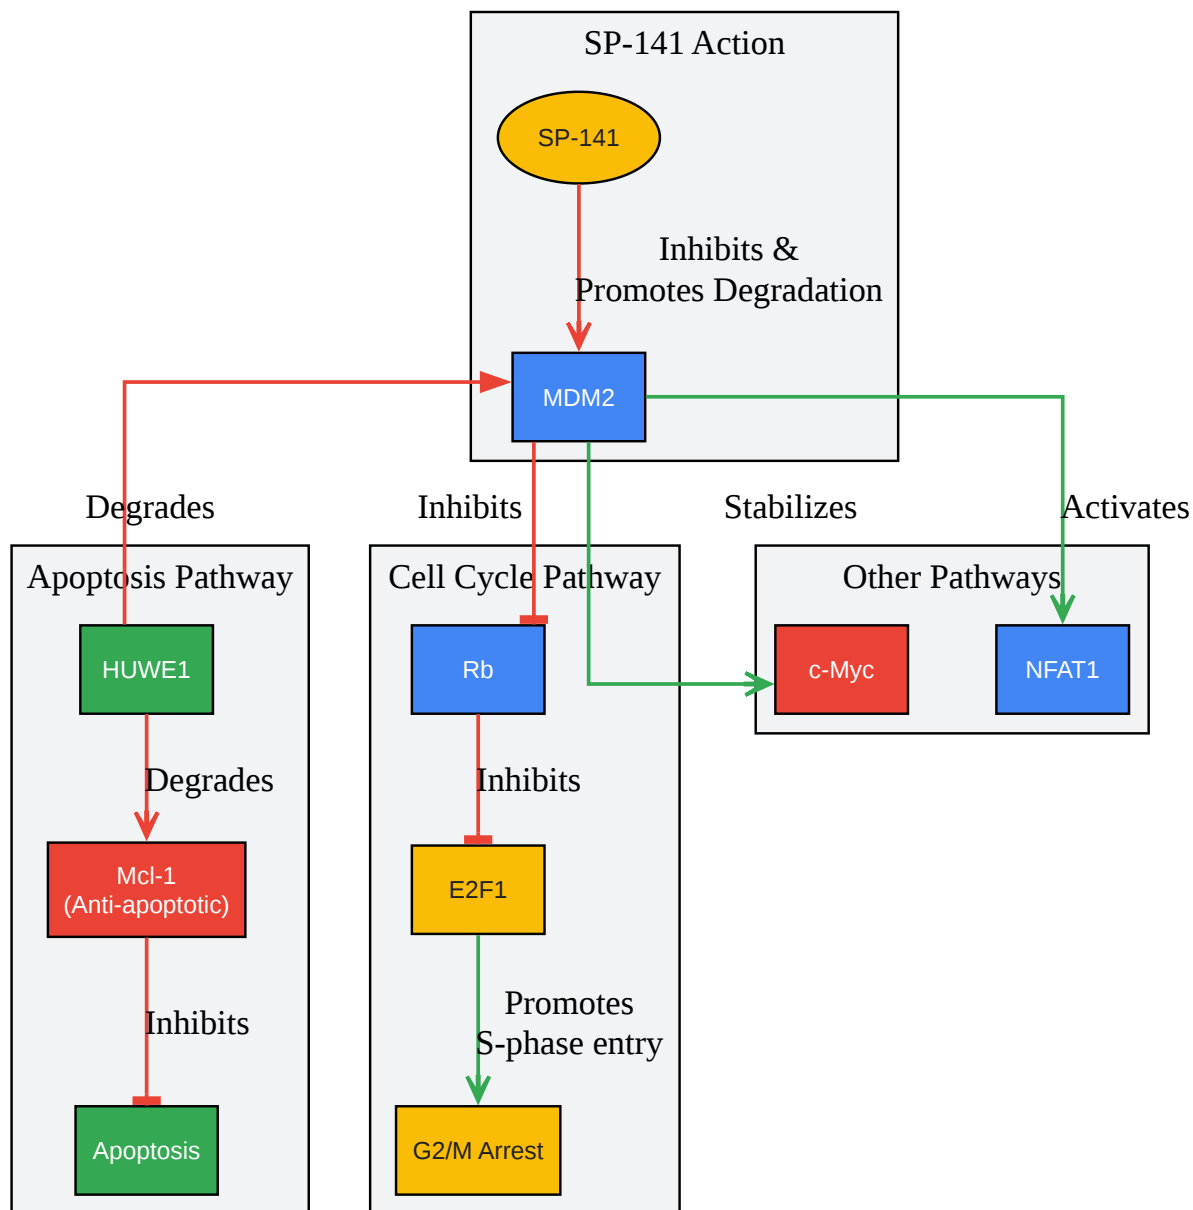 SP-141 Action
SP-141
Inhibits &
Promotes Degradation
MDM2
Degrades
Inhibits
Stabilizes
Activates
Apoptosis Pathway
Cell Cycle Pathway
Other Pathways
HUWE1
Rb
c-Myc
NFAT1
Degrades
Inhibits
Mcl-1
(Anti-apoptotic)
E2F1
Inhibits
Promotes
S-phase entry
Apoptosis
G2/M Arrest